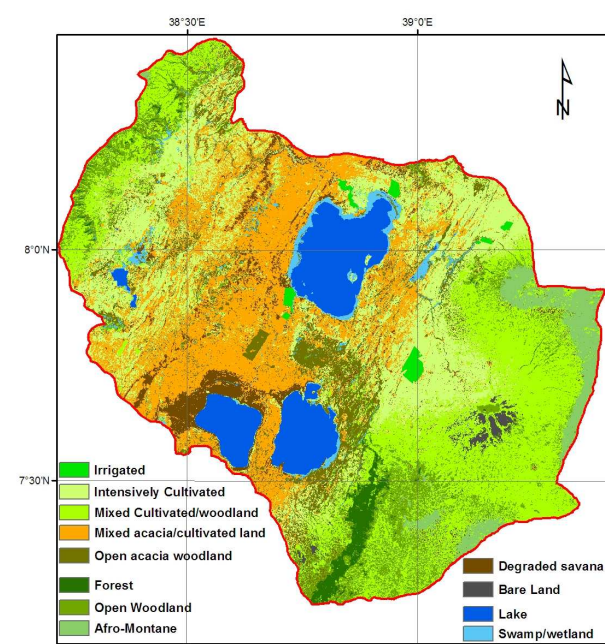 38°30'E
39°0'E
N
8°0'N
7°30'N
Irrigated
Intensively Cultivated
Mixed Cultivated/woodland
Mixed acacia/cultivated land
Open acacia woodland
Forest
Open Woodland
Afro-Montane
Degraded savana
Bare Land
Lake
Swamp/wetland